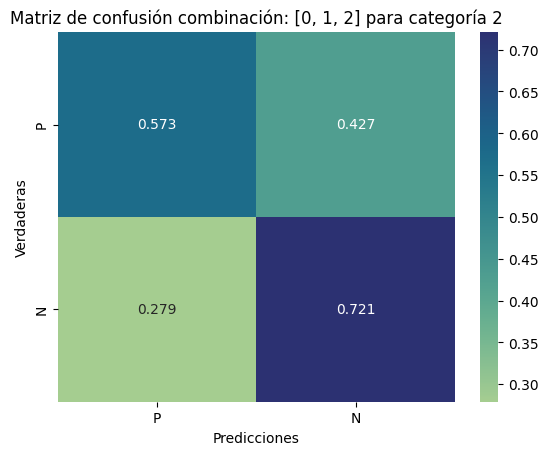 Matriz de confusión combinación: [0, 1, 2] para categoría 2
Verdaderas
P
N
0.573 0.427
0.279 0.721
P N
Predicciones
0.70
0.65
0.60
0.55
0.50
0.45
0.40
0.35
0.30